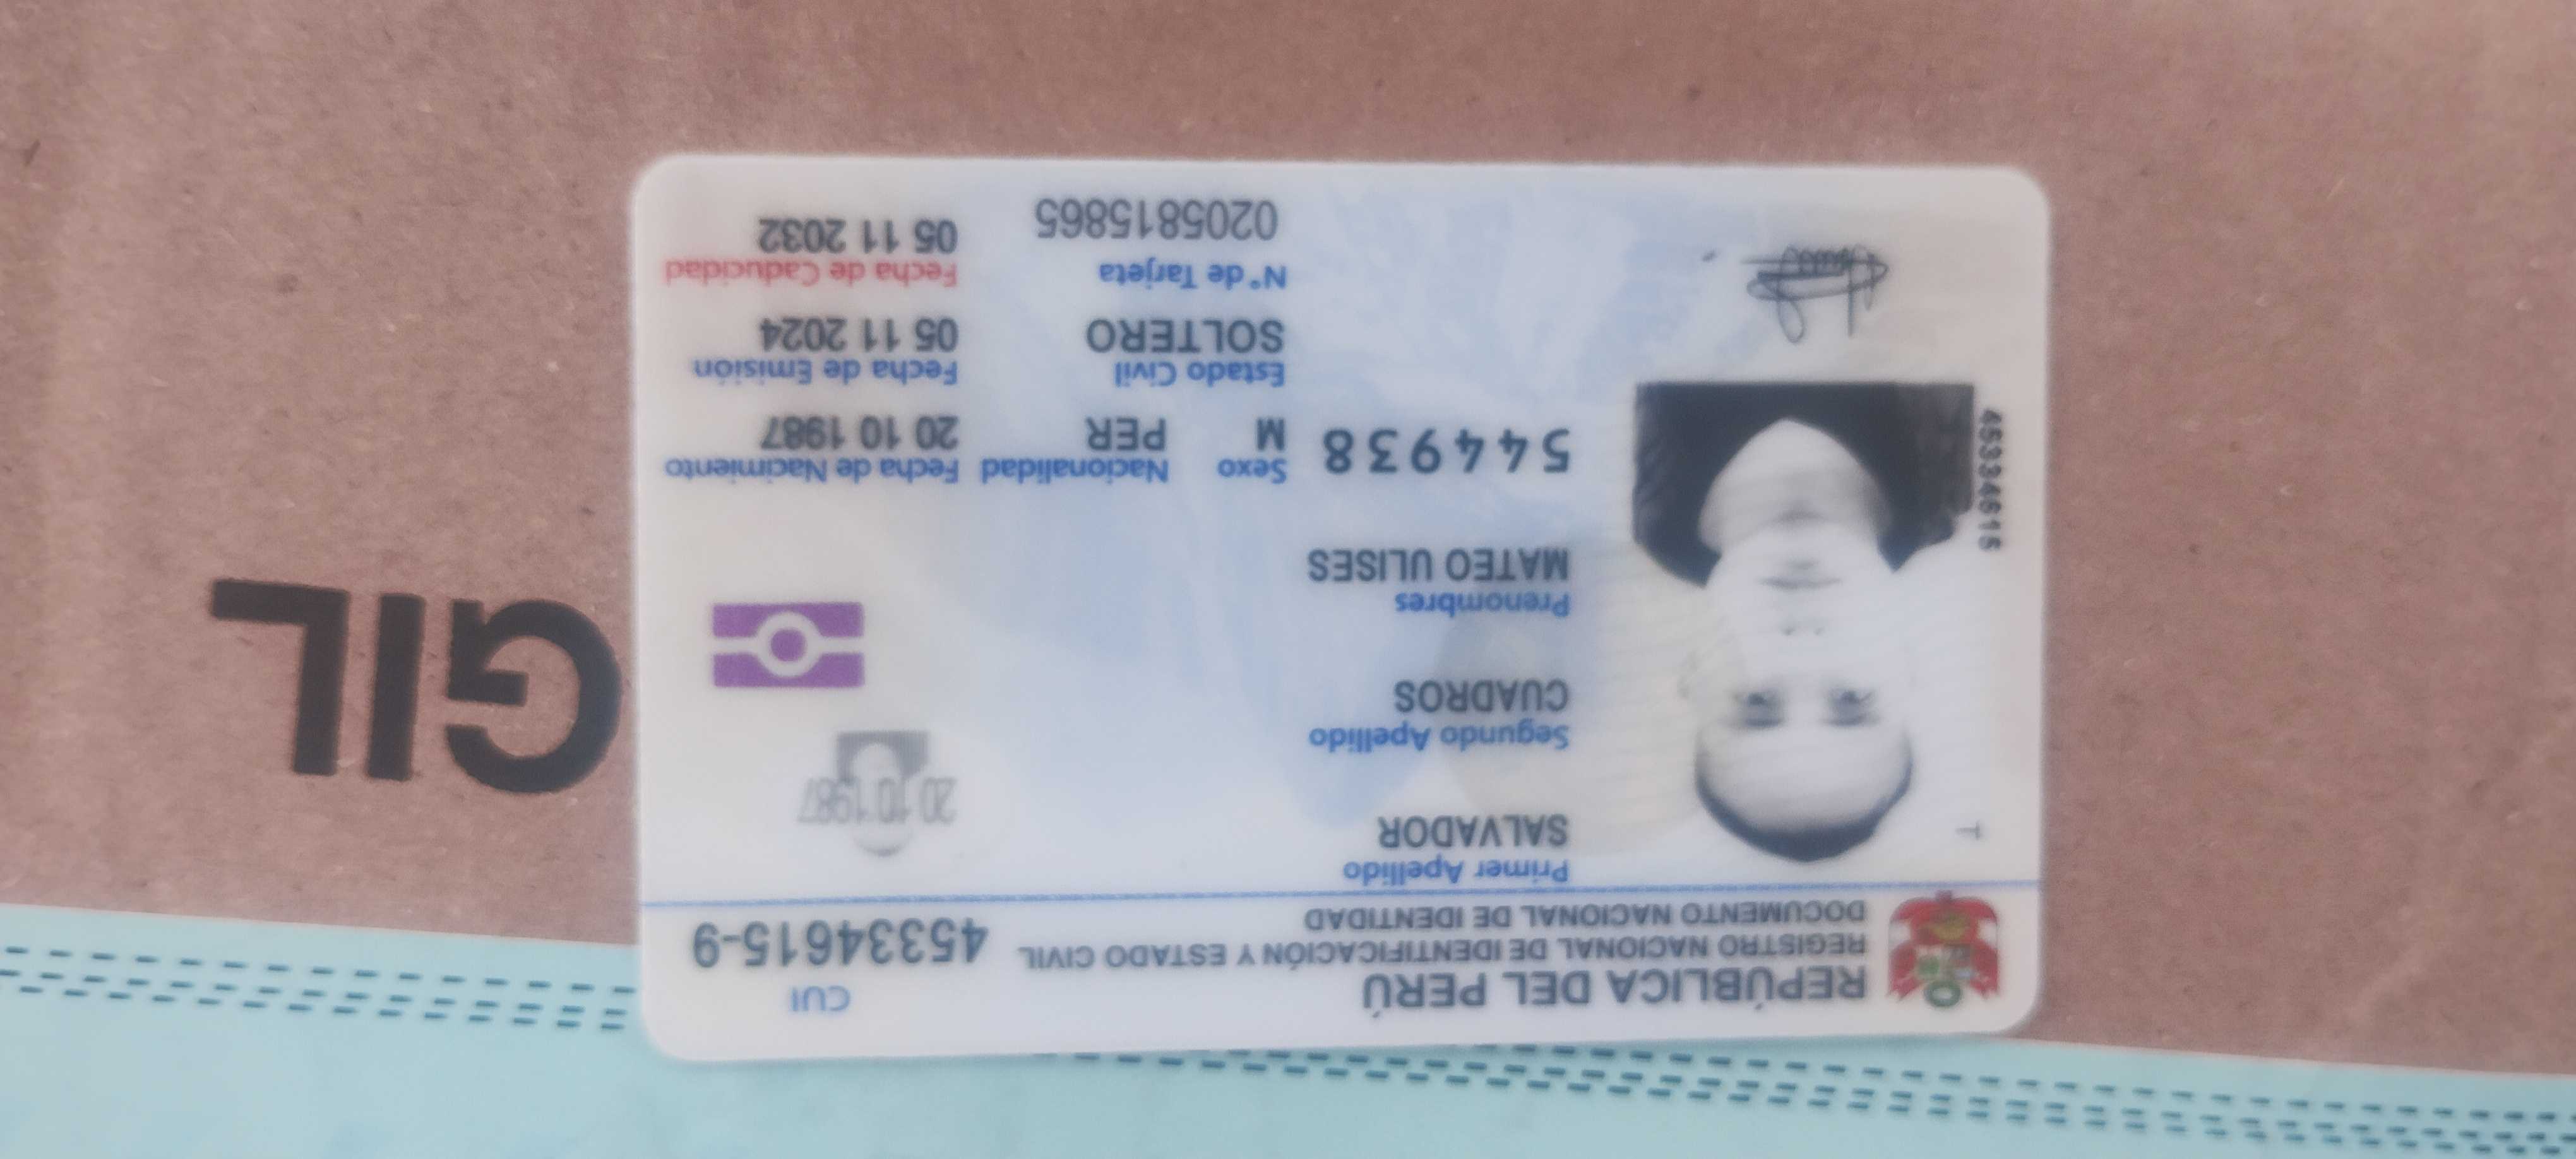 REPÚBLICA DEL PERÚ
REGISTRO NACIONAL DE IDENTIFICACIÓN Y ESTADO CIVIL
DOCUMENTO NACIONAL DE IDENTIDAD
CUI
45334615-9
Primer Apellido
SALVADOR
Segundo Apellido
CUADROS
Prenombres
MATEO ULISES
20 10 1987
T
45334615
544938
Sexo
M
Nacionalidad
PER
Fecha de Nacimiento
20 10 1987
Estado Civil
SOLTERO
Fecha de Emisión
05 11 2024
N° de Tarjeta
0205815865
Fecha de Caducidad
05 11 2032
GIL